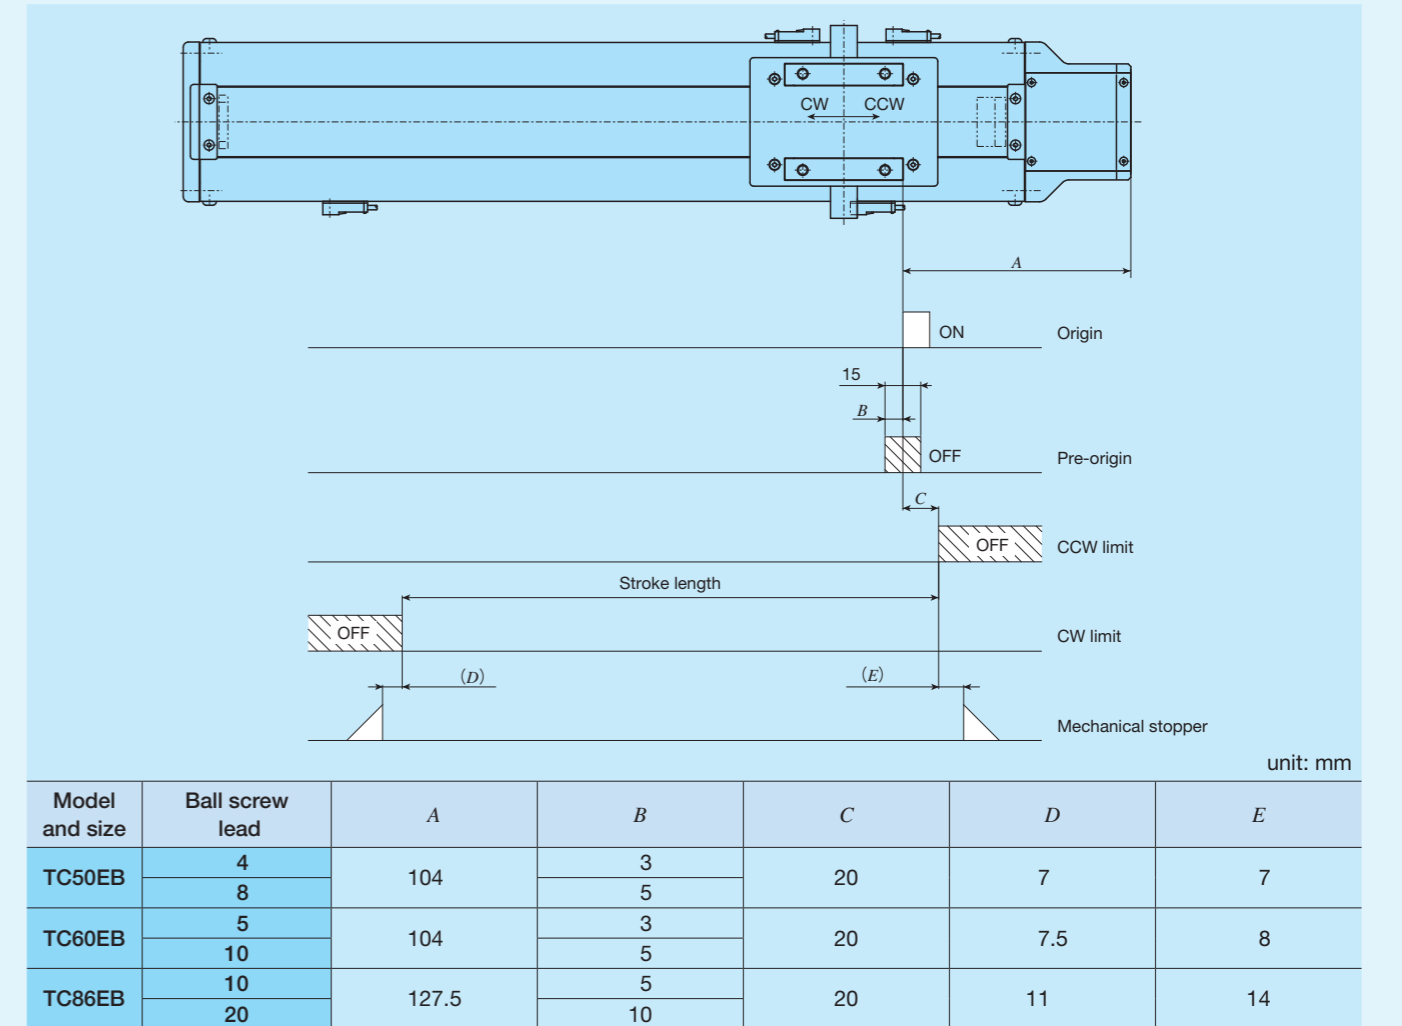 CW CCW
A
ON Origin
15
B
OFF Pre-origin
C
OFF CCW limit
Stroke length
OFF CW limit
(D) (E)
Mechanical stopper
unit: mm
Model and size
Ball screw lead
A B C D E
TC50EB 4 104 3 20 7 7
8 5
TC60EB 5 104 3 20 7.5 8
10 5
TC86EB 10 127.5 5 20 11 14
20 10